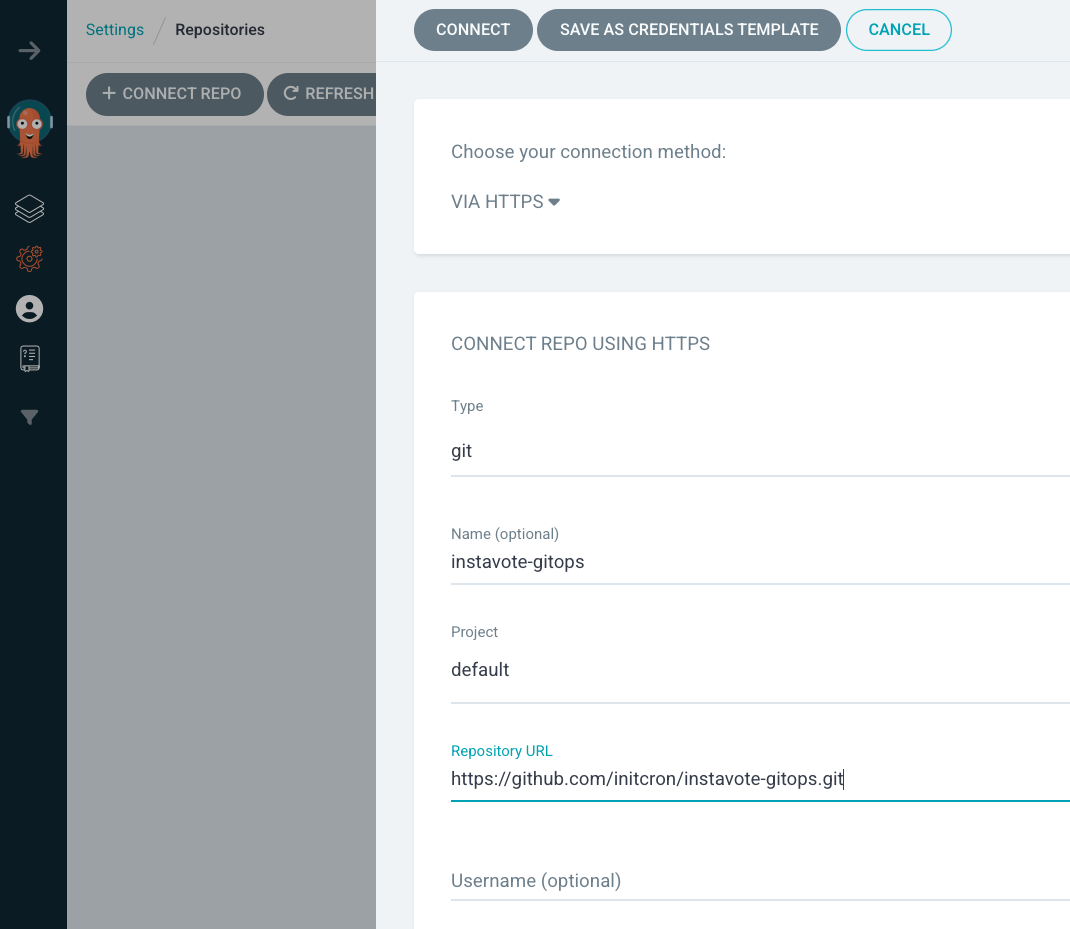 Settings / Repositories
+ CONNECT REPO REFRESH
CONNECT SAVE AS CREDENTIALS TEMPLATE CANCEL
Choose your connection method:
VIA HTTPS
CONNECT REPO USING HTTPS
Type
git
Name (optional)
instavote-gitops
Project
default
Repository URL
https://github.com/initcron/instavote-gitops.git
Username (optional)